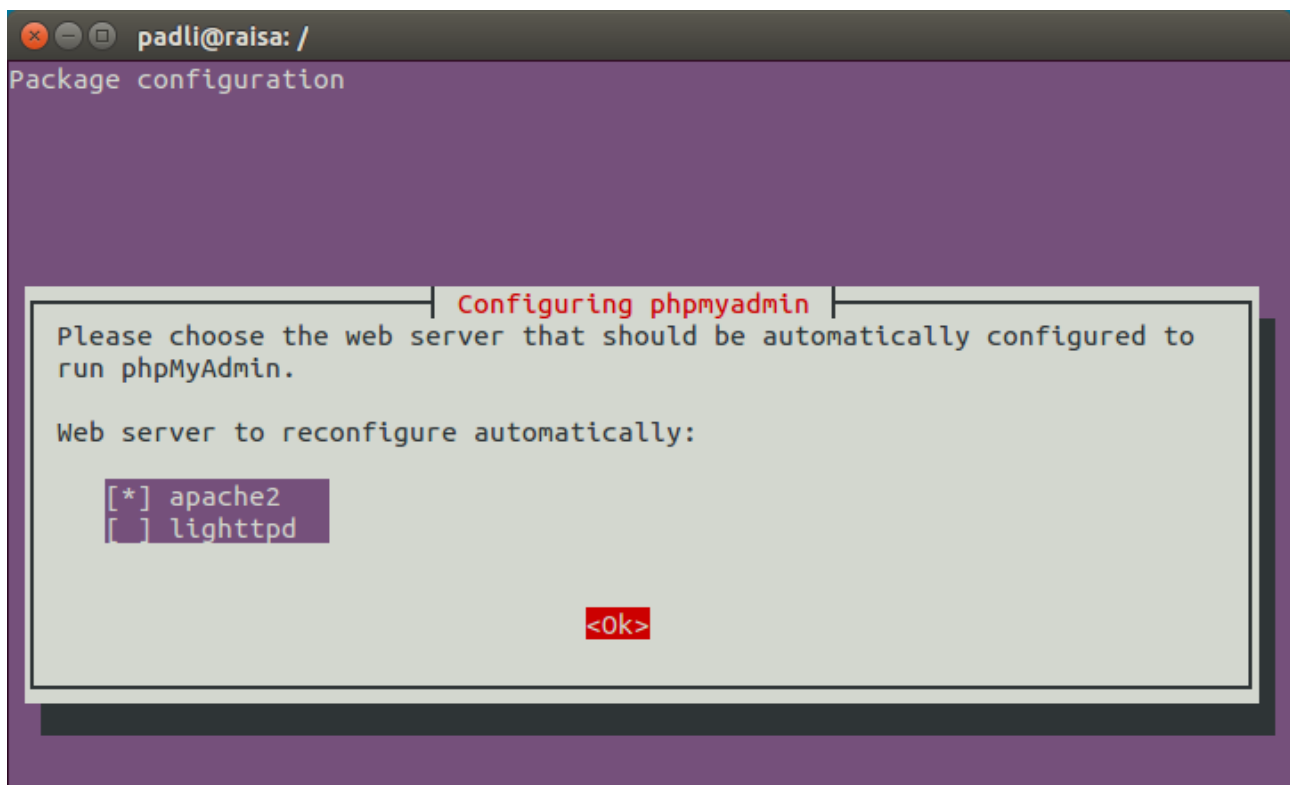 padli@raisa: /
Package configuration
Configuring phpmyadmin
Please choose the web server that should be automatically configured to
run phpMyAdmin.
Web server to reconfigure automatically:
[*] apache2
[ ] lighttpd
<Ok>